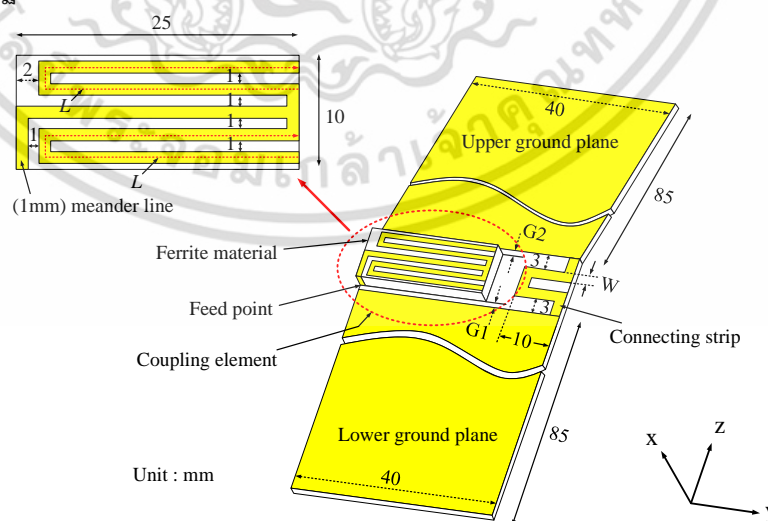 25
2
1
L
1
10
1
1
1
L
(1mm) meander line
40
Upper ground plane
85
G2
Ferrite material
3
W
Feed point
3
G1
10
Connecting strip
Coupling element
Lower ground plane
85
Unit : mm
40
x
z
y